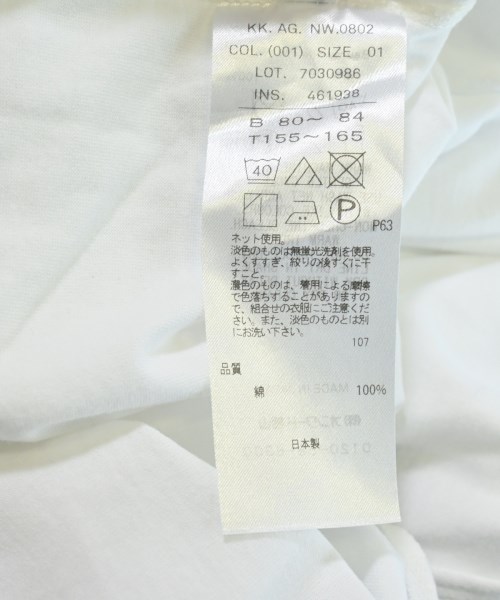 KK. AG. NW.0802
COL.(001) SIZE 01
LOT. 7030986
INS. 461938
B 80〜 84
T155〜165
40
P
P63
ネット使用。
淡色のものは無蛍光洗剤を使用。
よくすすぎ、絞りの後すぐに干
すこと。
濃色のものは、着用による摩擦
で色落ちすることがありますの
で、組合せの衣服にご注意くだ
さい。また、淡色のものとは別
にお洗い下さい。
107
品質
綿 100%
日本製